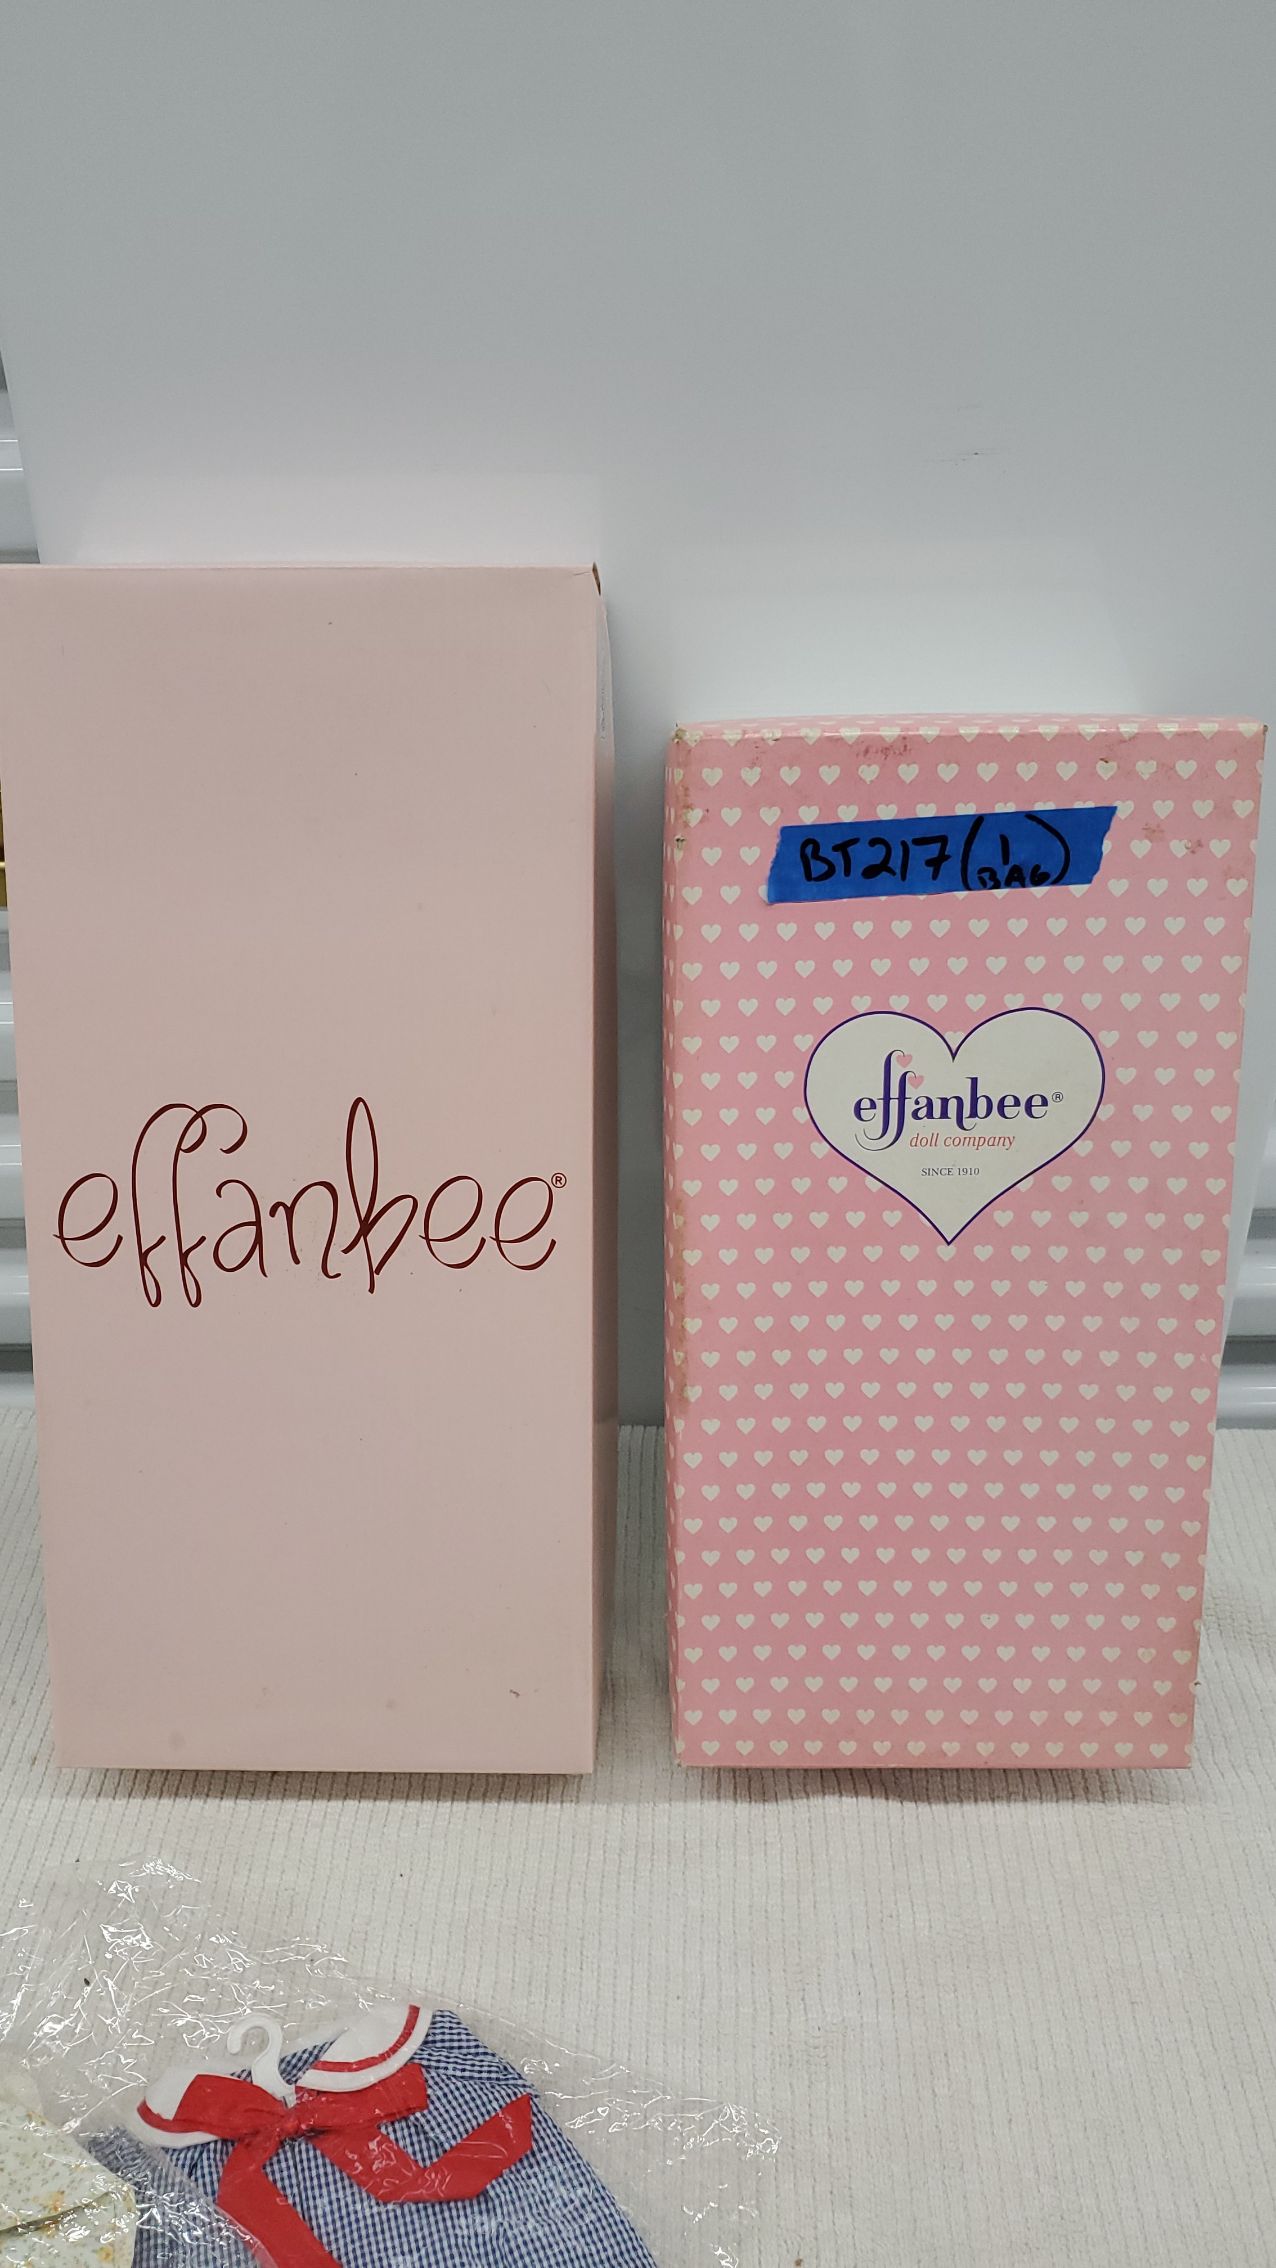 effanbee®
BT217 (1 BAG)
effanbee®
doll company
SINCE 1910